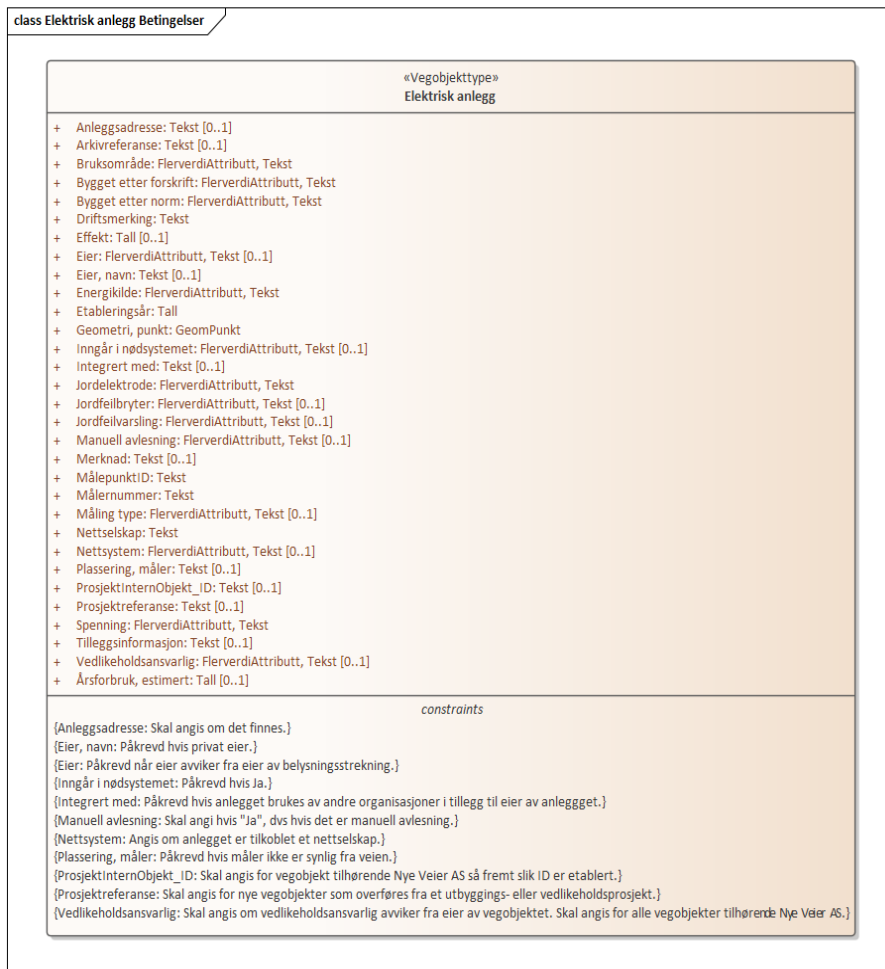 class Elektrisk anlegg Betingelser
«Vegobjekttype»
Elektrisk anlegg
+ Anleggsadresse: Tekst [0..1]
+ Arkivreferanse: Tekst [0..1]
+ Bruksområde: FlerverdiAttributt, Tekst
+ Bygget etter forskrift: FlerverdiAttributt, Tekst
+ Bygget etter norm: FlerverdiAttributt, Tekst
+ Driftsmerking: Tekst
+ Effekt: Tall [0..1]
+ Eier: FlerverdiAttributt, Tekst [0..1]
+ Eier, navn: Tekst [0..1]
+ Energikilde: FlerverdiAttributt, Tekst
+ Etableringsår: Tall
+ Geometri, punkt: GeomPunkt
+ Inngår i nødsystemet: FlerverdiAttributt, Tekst [0..1]
+ Integrert med: Tekst [0..1]
+ Jordelektrode: FlerverdiAttributt, Tekst
+ Jordfeilbryter: FlerverdiAttributt, Tekst [0..1]
+ Jordfeilvarsling: FlerverdiAttributt, Tekst [0..1]
+ Manuell avlesning: FlerverdiAttributt, Tekst [0..1]
+ Merknad: Tekst [0..1]
+ MålepunktID: Tekst
+ Målernummer: Tekst
+ Måling type: FlerverdiAttributt, Tekst [0..1]
+ Nettselskap: Tekst
+ Nettsystem: FlerverdiAttributt, Tekst [0..1]
+ Plassering, måler: Tekst [0..1]
+ ProsjektInternObjekt_ID: Tekst [0..1]
+ Prosjektreferanse: Tekst [0..1]
+ Spenning: FlerverdiAttributt, Tekst
+ Tilleggsinformasjon: Tekst [0..1]
+ Vedlikeholdsansvarlig: FlerverdiAttributt, Tekst [0..1]
+ Årsforbruk, estimert: Tall [0..1]
constraints
{Anleggsadresse: Skal angis om det finnes.}
{Eier, navn: Påkrevd hvis privat eier.}
{Eier: Påkrevd når eier avviker fra eier av belysningsstrekning.}
{Inngår i nødsystemet: Påkrevd hvis Ja.}
{Integrert med: Påkrevd hvis anlegget brukes av andre organisasjoner i tillegg til eier av anleggget.}
{Manuell avlesning: Skal angi hvis "Ja", dvs hvis det er manuell avlesning.}
{Nettsystem: Angis om anlegget er tilkoblet et nettselskap.}
{Plassering, måler: Påkrevd hvis måler ikke er synlig fra veien.}
{ProsjektInternObjekt_ID: Skal angis for vegobjekt tilhørende Nye Veier AS så fremt slik ID er etablert.}
{Prosjektreferanse: Skal angis for nye vegobjekter som overføres fra et utbyggings- eller vedlikeholdsprosjekt.}
{Vedlikeholdsansvarlig: Skal angis om vedlikeholdsansvarlig avviker fra eier av vegobjektet. Skal angis for alle vegobjekter tilhørende Nye Veier AS.}